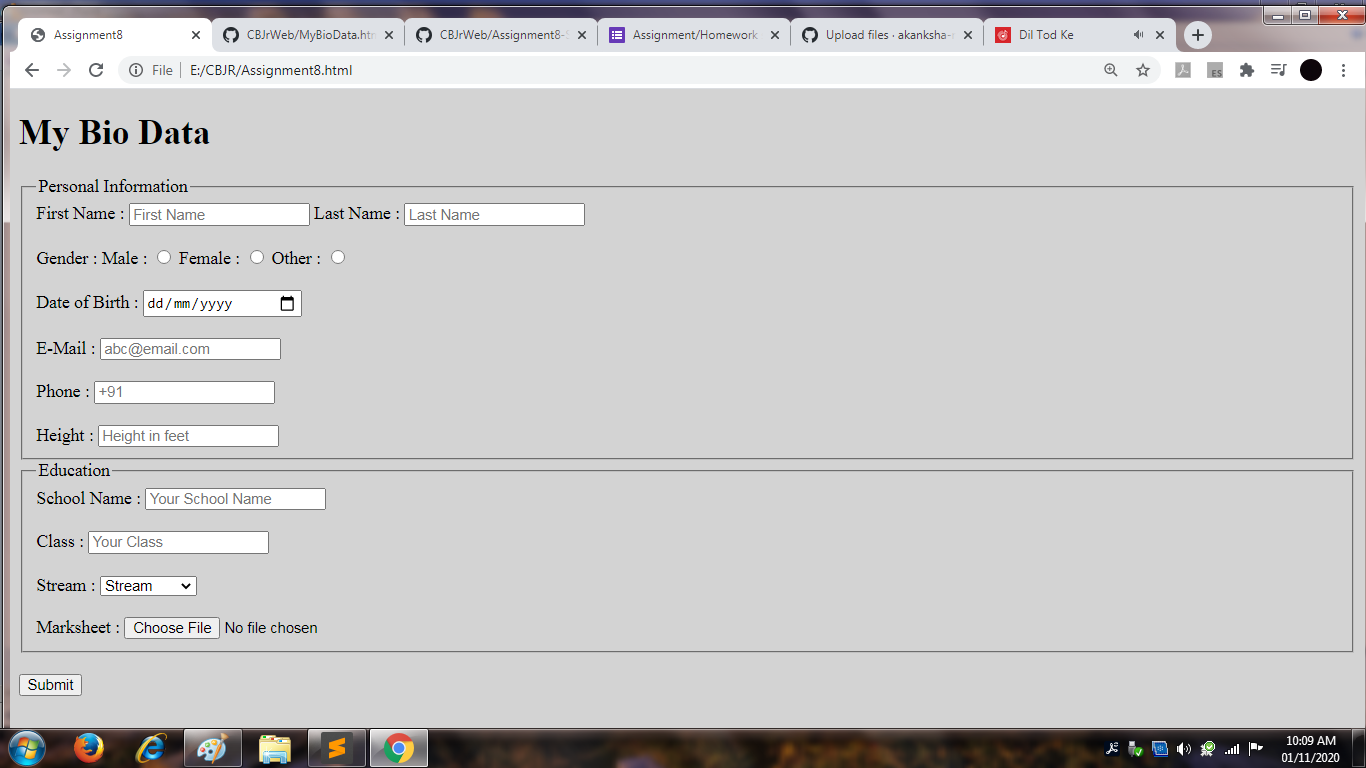 Assignment8
CBJrWeb/MyBioData.htm
CBJrWeb/Assignment8-S
Assignment/Homework
Upload files · akanksha-
Dil Tod Ke
File
E:/CBJR/Assignment8.html
ES
My Bio Data
Personal Information
First Name : First Name Last Name : Last Name
Gender : Male : Female : Other :
Date of Birth : dd/mm/yyyy
E-Mail : abc@email.com
Phone : +91
Height : Height in feet
Education
School Name : Your School Name
Class : Your Class
Stream : Stream
Marksheet : Choose File No file chosen
Submit
10:09 AM
01/11/2020